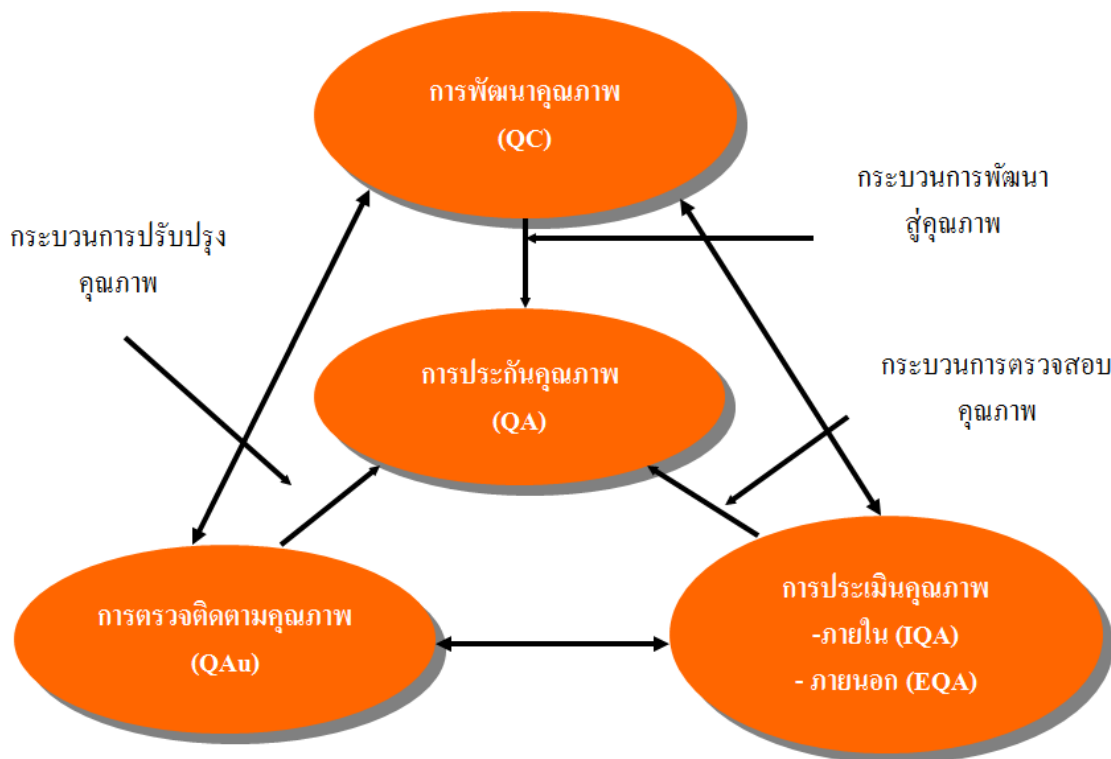 การพัฒนาคุณภาพ
(QC)
กระบวนการพัฒนา
สู่คุณภาพ
กระบวนการปรับปรุง
คุณภาพ
การประกันคุณภาพ
(QA)
กระบวนการตรวจสอบ
คุณภาพ
การตรวจติดตามคุณภาพ
(QAu)
การประเมินคุณภาพ
-ภายใน (IQA)
- ภายนอก (EQA)